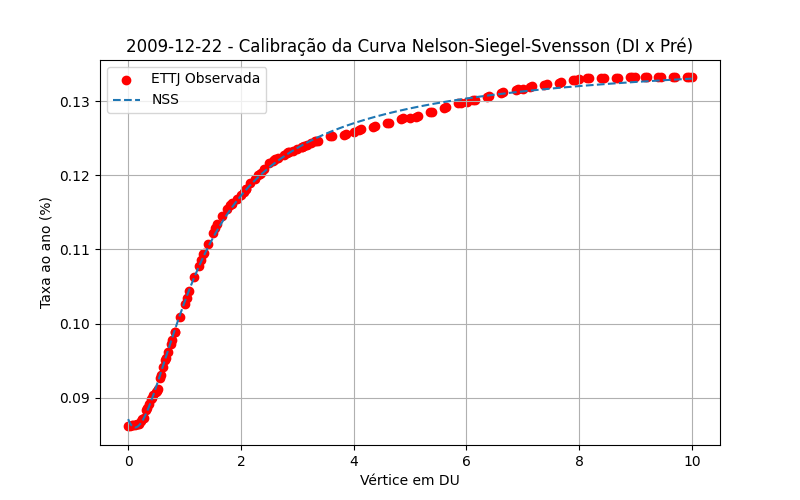 2009-12-22 - Calibração da Curva Nelson-Siegel-Svensson (DI x Pré)
ETTJ Observada
NSS
Taxa ao ano (%)
0.13
0.12
0.11
0.10
0.09
0 2 4 6 8 10
Vértice em DU